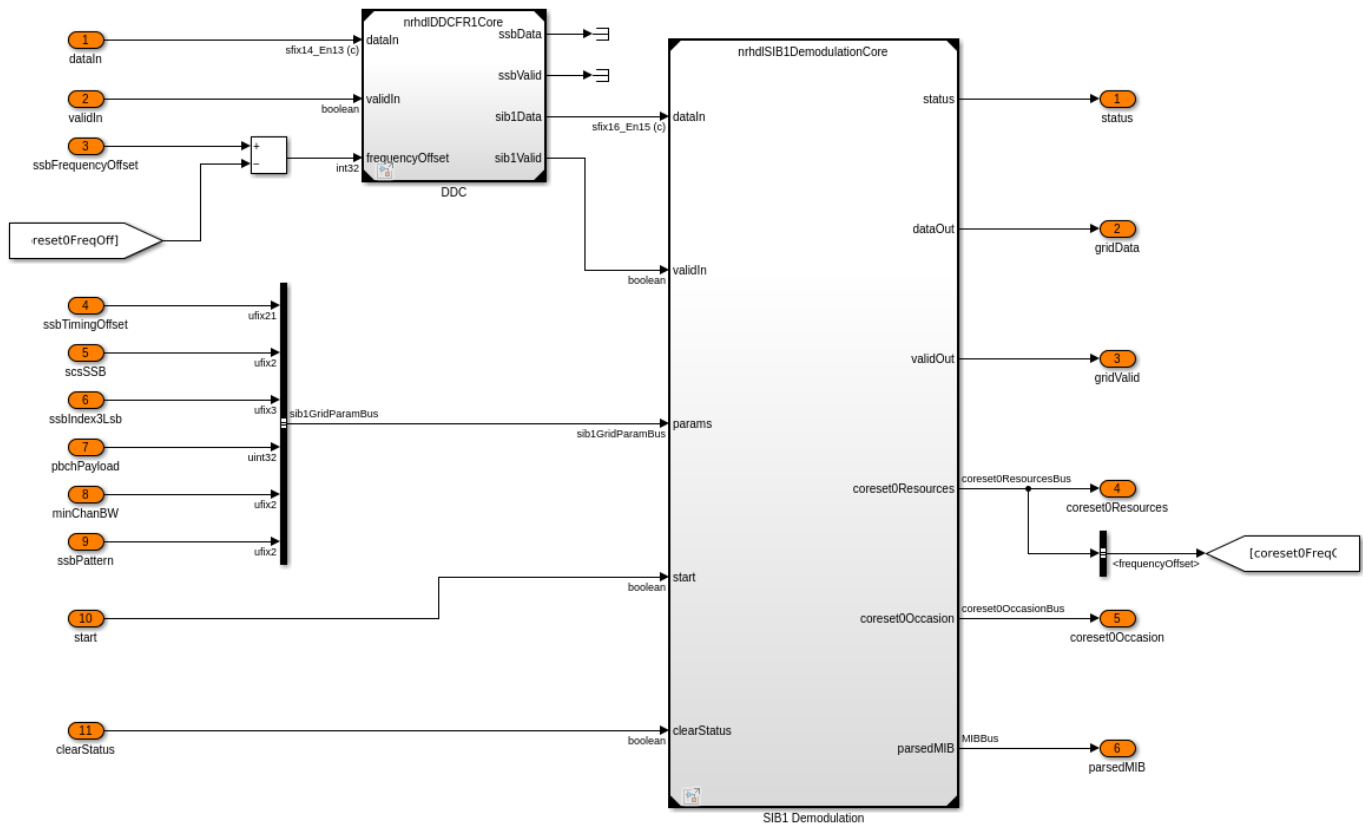 1
dataIn
2
validIn
3
ssbFrequencyOffset
+
−
reset0FreqOff]
sfix14_En13 (c)
boolean
int32
nrhdlDDCFR1Core
dataIn
validIn
frequencyOffset
ssbData
ssbValid
sib1Data
sib1Valid
DDC
4
ssbTimingOffset
5
scsSSB
6
ssbIndex3Lsb
7
pbchPayload
8
minChanBW
9
ssbPattern
10
start
11
clearStatus
ufix21
ufix2
ufix3
uint32
ufix2
ufix2
sib1GridParamBus
sfix16_En15 (c)
boolean
sib1GridParamBus
boolean
boolean
nrhdlSIB1DemodulationCore
dataIn
validIn
params
start
clearStatus
status
dataOut
validOut
coreset0Resources
coreset0Occasion
parsedMIB
SIB1 Demodulation
1
status
2
gridData
3
gridValid
coreset0ResourcesBus
4
coreset0Resources
<frequencyOffset>
[coreset0FreqC
coreset0OccasionBus
5
coreset0Occasion
MIBBus
6
parsedMIB